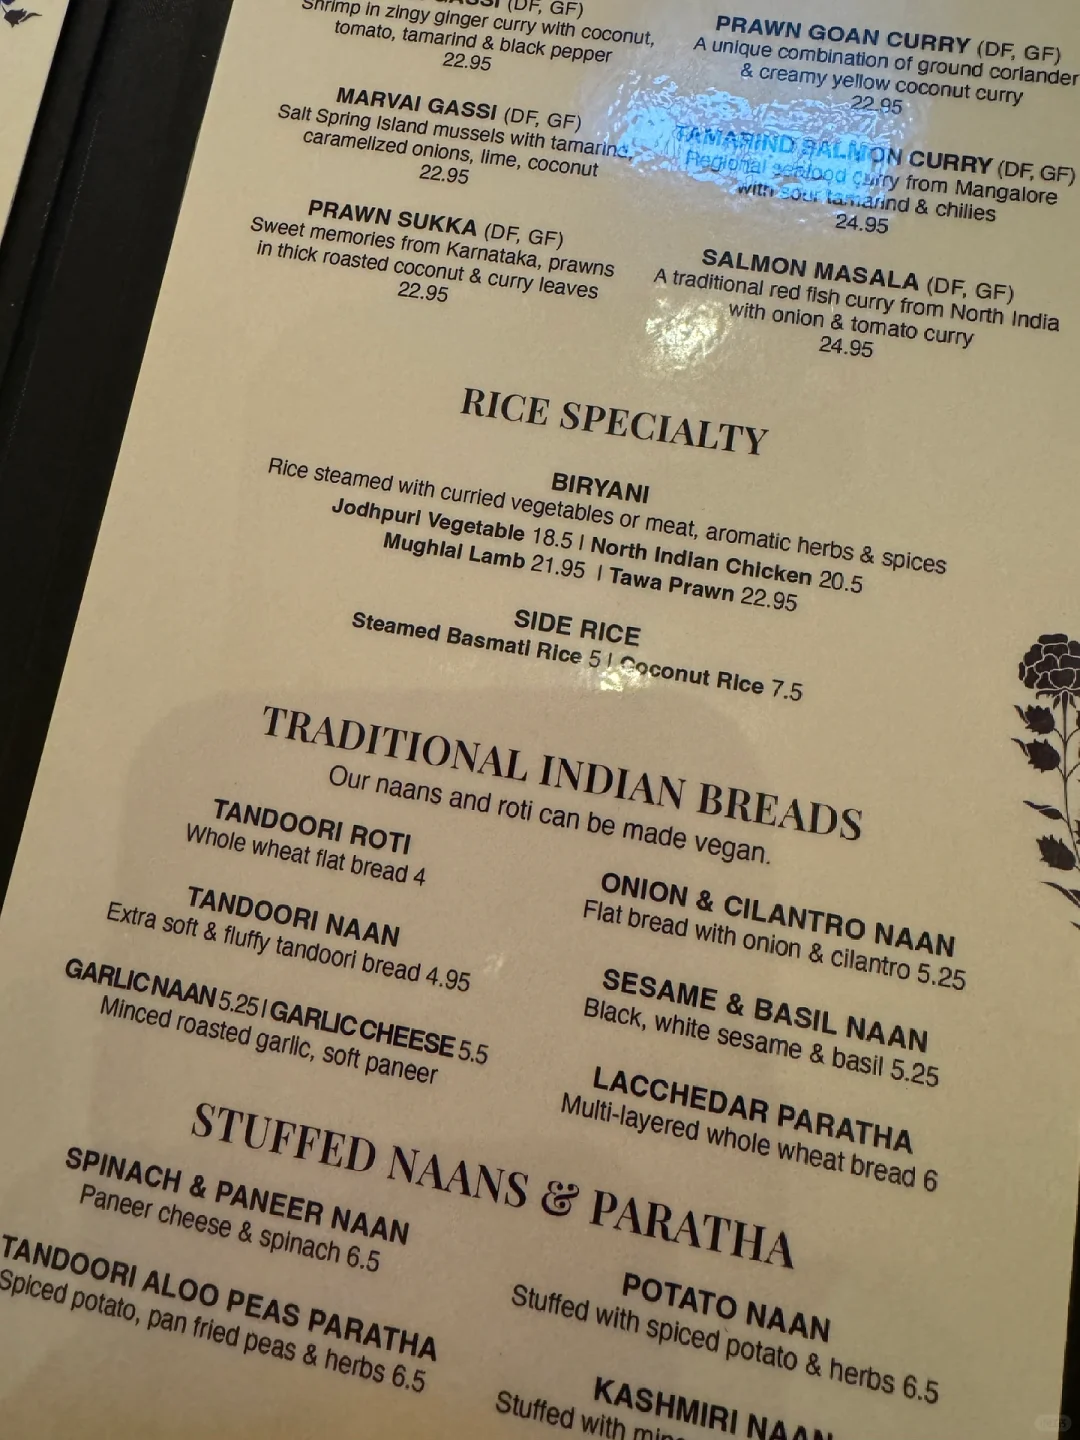 GASSI (DF, GF)
Shrimp in zingy ginger curry with coconut,
tomato, tamarind & black pepper
22.95
MARVAI GASSI (DF, GF)
Salt Spring Island mussels with tamarind,
caramelized onions, lime, coconut
22.95
PRAWN SUKKA (DF, GF)
Sweet memories from Karnataka, prawns
in thick roasted coconut & curry leaves
22.95
PRAWN GOAN CURRY (DF, GF)
A unique combination of ground coriander
& creamy yellow coconut curry
22.95
TAMARIND SALMON CURRY (DF, GF)
Regional seafood curry from Mangalore
with sour tamarind & chilies
24.95
SALMON MASALA (DF, GF)
A traditional red fish curry from North India
with onion & tomato curry
24.95
RICE SPECIALTY
BIRYANI
Rice steamed with curried vegetables or meat, aromatic herbs & spices
Jodhpuri Vegetable 18.5 | North Indian Chicken 20.5
Mughlai Lamb 21.95 | Tawa Prawn 22.95
SIDE RICE
Steamed Basmati Rice 5 | Coconut Rice 7.5
TRADITIONAL INDIAN BREADS
Our naans and roti can be made vegan.
TANDOORI ROTI
Whole wheat flat bread 4
TANDOORI NAAN
Extra soft & fluffy tandoori bread 4.95
GARLIC NAAN 5.25 | GARLIC CHEESE 5.5
Minced roasted garlic, soft paneer
ONION & CILANTRO NAAN
Flat bread with onion & cilantro 5.25
SESAME & BASIL NAAN
Black, white sesame & basil 5.25
LACCHEDAR PARATHA
Multi-layered whole wheat bread 6
STUFFED NAANS & PARATHA
SPINACH & PANEER NAAN
Paneer cheese & spinach 6.5
TANDOORI ALOO PEAS PARATHA
Spiced potato, pan fried peas & herbs 6.5
POTATO NAAN
Stuffed with spiced potato & herbs 6.5
KASHMIRI NAAN
Stuffed with